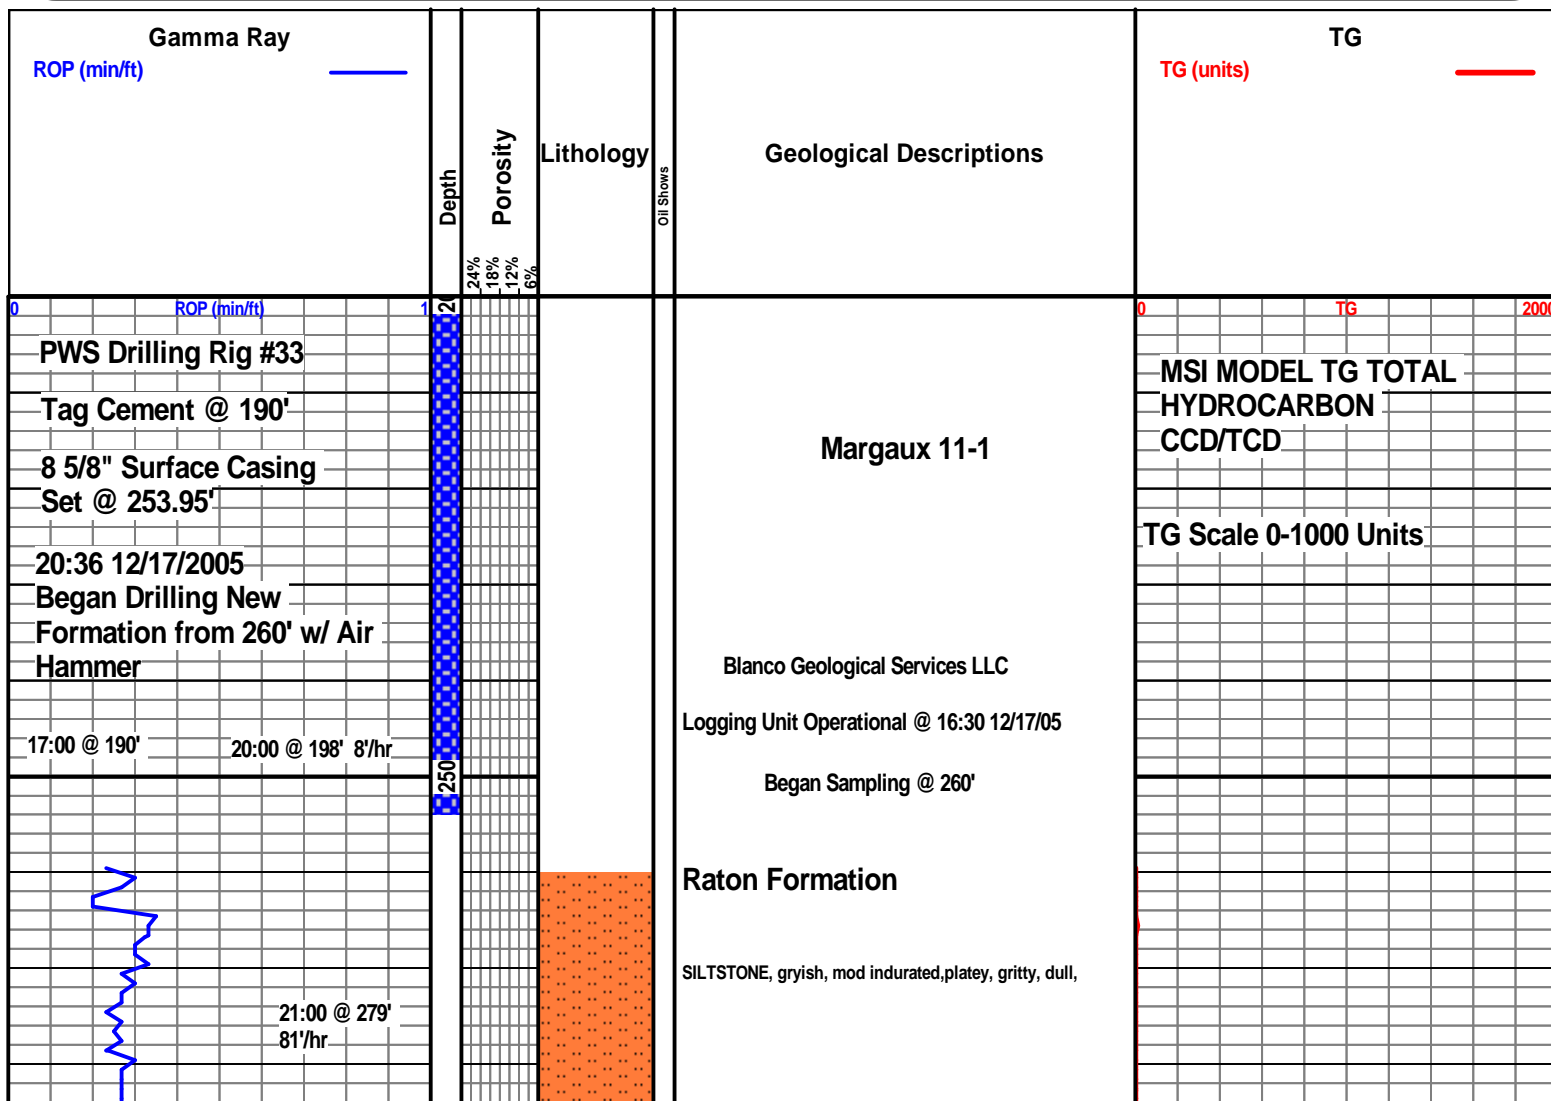 Gamma Ray
ROP (min/ft)
Depth
Porosity
24%
18%
12%
6%
Lithology
Oil Shows
Geological Descriptions
TG
TG (units)
0 ROP (min/ft) 1
20
0 TG 2000
PWS Drilling Rig #33
Tag Cement @ 190'
8 5/8" Surface Casing
Set @ 253.95'
20:36 12/17/2005
Began Drilling New
Formation from 260' w/ Air
Hammer
17:00 @ 190'
20:00 @ 198' 8'/hr
250
21:00 @ 279'
81'/hr
Margaux 11-1
Blanco Geological Services LLC
Logging Unit Operational @ 16:30 12/17/05
Began Sampling @ 260'
Raton Formation
SILTSTONE, gryish, mod indurated,platey, gritty, dull,
MSI MODEL TG TOTAL
HYDROCARBON
CCD/TCD
TG Scale 0-1000 Units